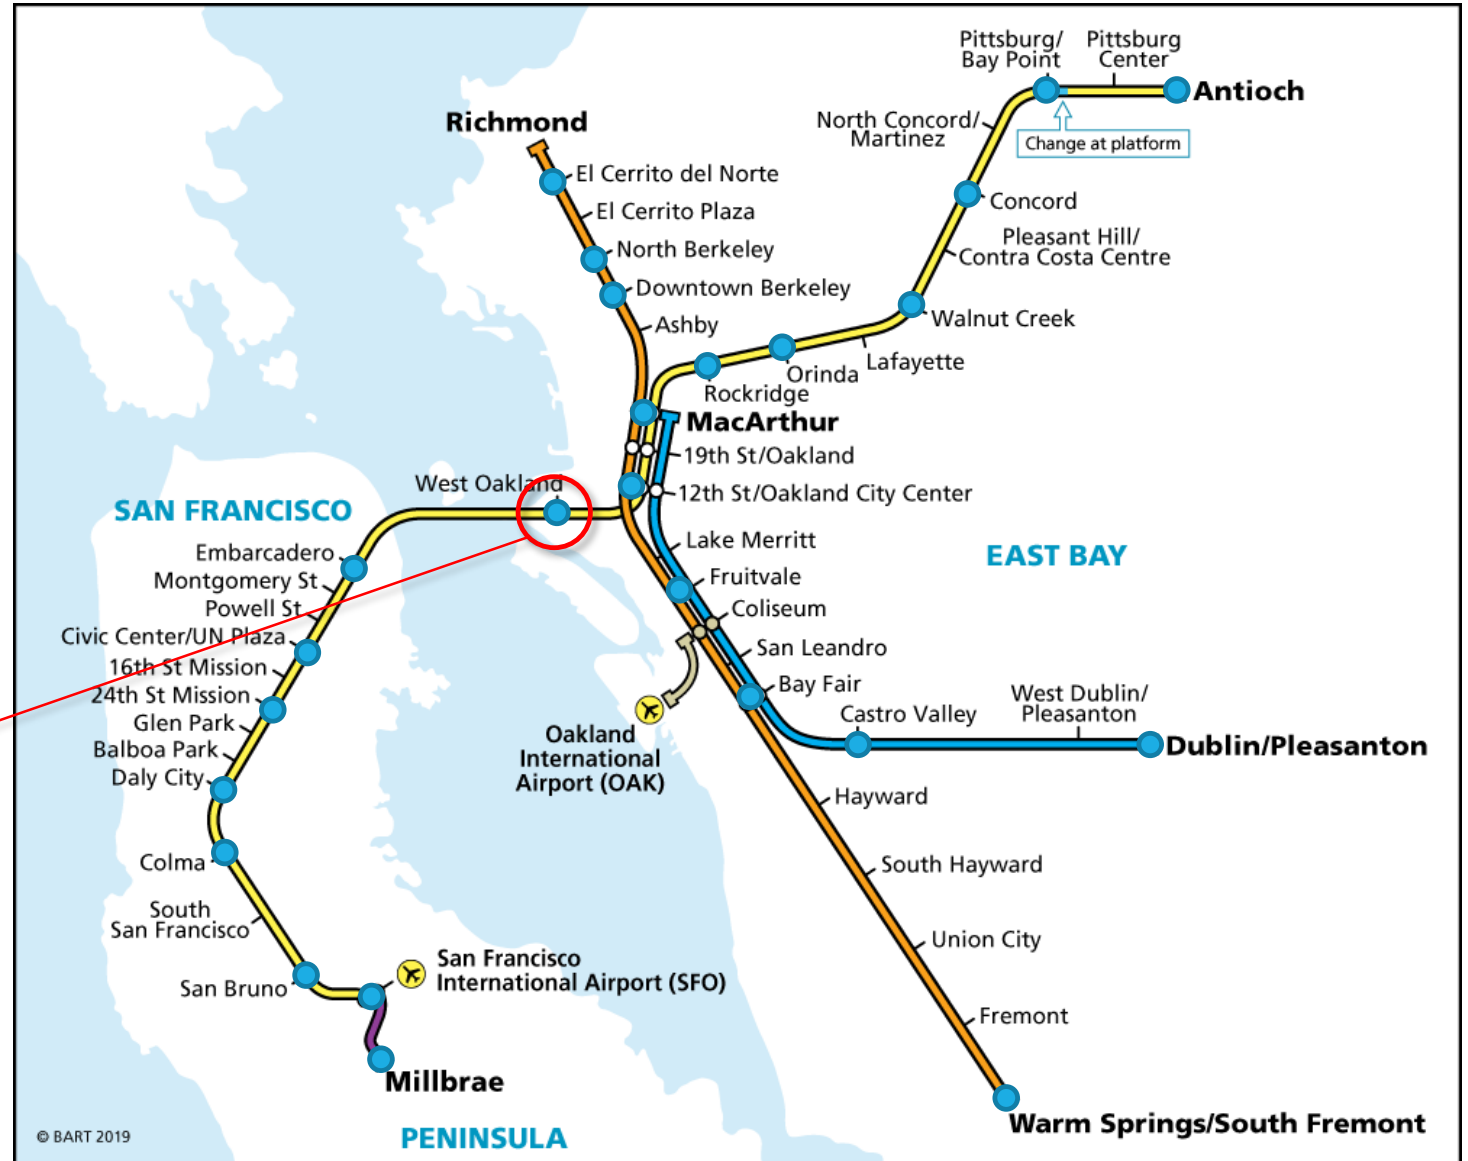 Pittsburg/
Bay Point
Pittsburg
Center
Antioch
North Concord/
Martinez
Change at platform
Richmond
El Cerrito del Norte
El Cerrito Plaza
North Berkeley
Downtown Berkeley
Ashby
Concord
Pleasant Hill/
Contra Costa Centre
Walnut Creek
Lafayette
Orinda
Rockridge
MacArthur
19th St/Oakland
12th St/Oakland City Center
West Oakland
SAN FRANCISCO
Embarcadero
Montgomery St
Powell St
Civic Center/UN Plaza
16th St Mission
24th St Mission
Glen Park
Balboa Park
Daly City
Colma
South
San Francisco
San Bruno
San Francisco
International Airport (SFO)
Millbrae
PENINSULA
Lake Merritt
Fruitvale
Coliseum
San Leandro
Bay Fair
EAST BAY
Oakland
International
Airport (OAK)
Castro Valley
West Dublin/
Pleasanton
Dublin/Pleasanton
Hayward
South Hayward
Union City
Fremont
Warm Springs/South Fremont
© BART 2019